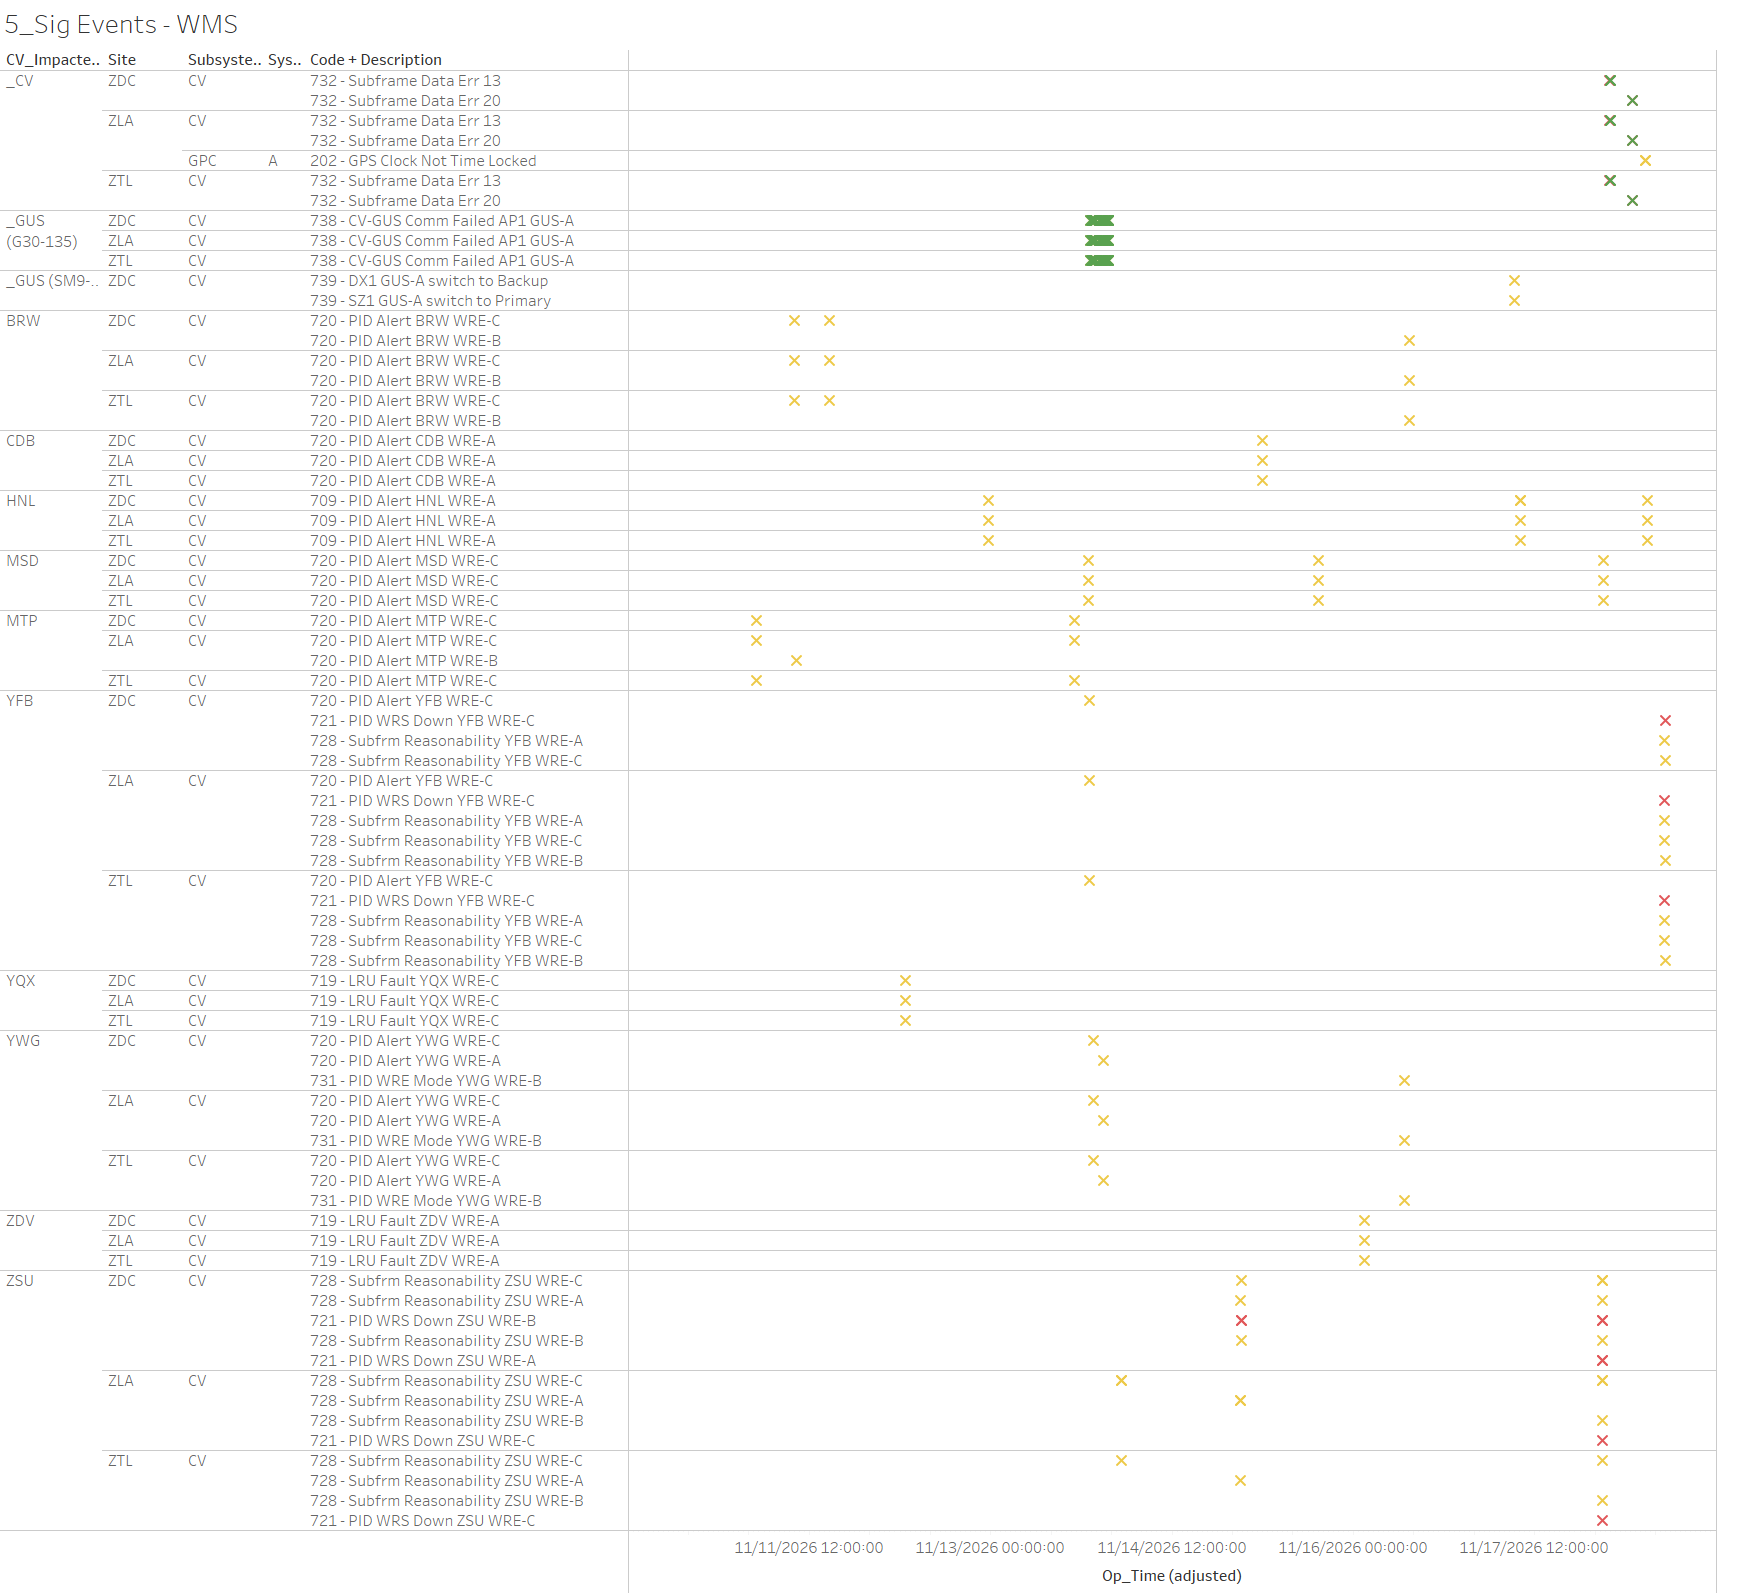 5_Sig Events - WMS
CV_Impacte.. Site Subsyste.. Sys.. Code + Description
_CV ZDC CV 732 - Subframe Data Err 13
732 - Subframe Data Err 20
ZLA CV 732 - Subframe Data Err 13
732 - Subframe Data Err 20
GPC A 202 - GPS Clock Not Time Locked
ZTL CV 732 - Subframe Data Err 13
732 - Subframe Data Err 20
_GUS ZDC CV 738 - CV-GUS Comm Failed AP1 GUS-A
(G30-135) ZLA CV 738 - CV-GUS Comm Failed AP1 GUS-A
ZTL CV 738 - CV-GUS Comm Failed AP1 GUS-A
_GUS (SM9-.. ZDC CV 739 - DX1 GUS-A switch to Backup
739 - SZ1 GUS-A switch to Primary
BRW ZDC CV 720 - PID Alert BRW WRE-C
720 - PID Alert BRW WRE-B
ZLA CV 720 - PID Alert BRW WRE-C
720 - PID Alert BRW WRE-B
ZTL CV 720 - PID Alert BRW WRE-C
720 - PID Alert BRW WRE-B
CDB ZDC CV 720 - PID Alert CDB WRE-A
ZLA CV 720 - PID Alert CDB WRE-A
ZTL CV 720 - PID Alert CDB WRE-A
HNL ZDC CV 709 - PID Alert HNL WRE-A
ZLA CV 709 - PID Alert HNL WRE-A
ZTL CV 709 - PID Alert HNL WRE-A
MSD ZDC CV 720 - PID Alert MSD WRE-C
ZLA CV 720 - PID Alert MSD WRE-C
ZTL CV 720 - PID Alert MSD WRE-C
MTP ZDC CV 720 - PID Alert MTP WRE-C
ZLA CV 720 - PID Alert MTP WRE-C
720 - PID Alert MTP WRE-B
ZTL CV 720 - PID Alert MTP WRE-C
YFB ZDC CV 720 - PID Alert YFB WRE-C
721 - PID WRS Down YFB WRE-C
728 - Subfrm Reasonability YFB WRE-A
728 - Subfrm Reasonability YFB WRE-C
ZLA CV 720 - PID Alert YFB WRE-C
721 - PID WRS Down YFB WRE-C
728 - Subfrm Reasonability YFB WRE-A
728 - Subfrm Reasonability YFB WRE-C
728 - Subfrm Reasonability YFB WRE-B
ZTL CV 720 - PID Alert YFB WRE-C
721 - PID WRS Down YFB WRE-C
728 - Subfrm Reasonability YFB WRE-A
728 - Subfrm Reasonability YFB WRE-C
728 - Subfrm Reasonability YFB WRE-B
YQX ZDC CV 719 - LRU Fault YQX WRE-C
ZLA CV 719 - LRU Fault YQX WRE-C
ZTL CV 719 - LRU Fault YQX WRE-C
YWG ZDC CV 720 - PID Alert YWG WRE-C
720 - PID Alert YWG WRE-A
731 - PID WRE Mode YWG WRE-B
ZLA CV 720 - PID Alert YWG WRE-C
720 - PID Alert YWG WRE-A
731 - PID WRE Mode YWG WRE-B
ZTL CV 720 - PID Alert YWG WRE-C
720 - PID Alert YWG WRE-A
731 - PID WRE Mode YWG WRE-B
ZDV ZDC CV 719 - LRU Fault ZDV WRE-A
ZLA CV 719 - LRU Fault ZDV WRE-A
ZTL CV 719 - LRU Fault ZDV WRE-A
ZSU ZDC CV 728 - Subfrm Reasonability ZSU WRE-C
728 - Subfrm Reasonability ZSU WRE-A
721 - PID WRS Down ZSU WRE-B
728 - Subfrm Reasonability ZSU WRE-B
721 - PID WRS Down ZSU WRE-A
ZLA CV 728 - Subfrm Reasonability ZSU WRE-C
728 - Subfrm Reasonability ZSU WRE-A
728 - Subfrm Reasonability ZSU WRE-B
721 - PID WRS Down ZSU WRE-C
ZTL CV 728 - Subfrm Reasonability ZSU WRE-C
728 - Subfrm Reasonability ZSU WRE-A
728 - Subfrm Reasonability ZSU WRE-B
721 - PID WRS Down ZSU WRE-C
11/11/2026 12:00:00 11/13/2026 00:00:00 11/14/2026 12:00:00 11/16/2026 00:00:00 11/17/2026 12:00:00
Op_Time (adjusted)